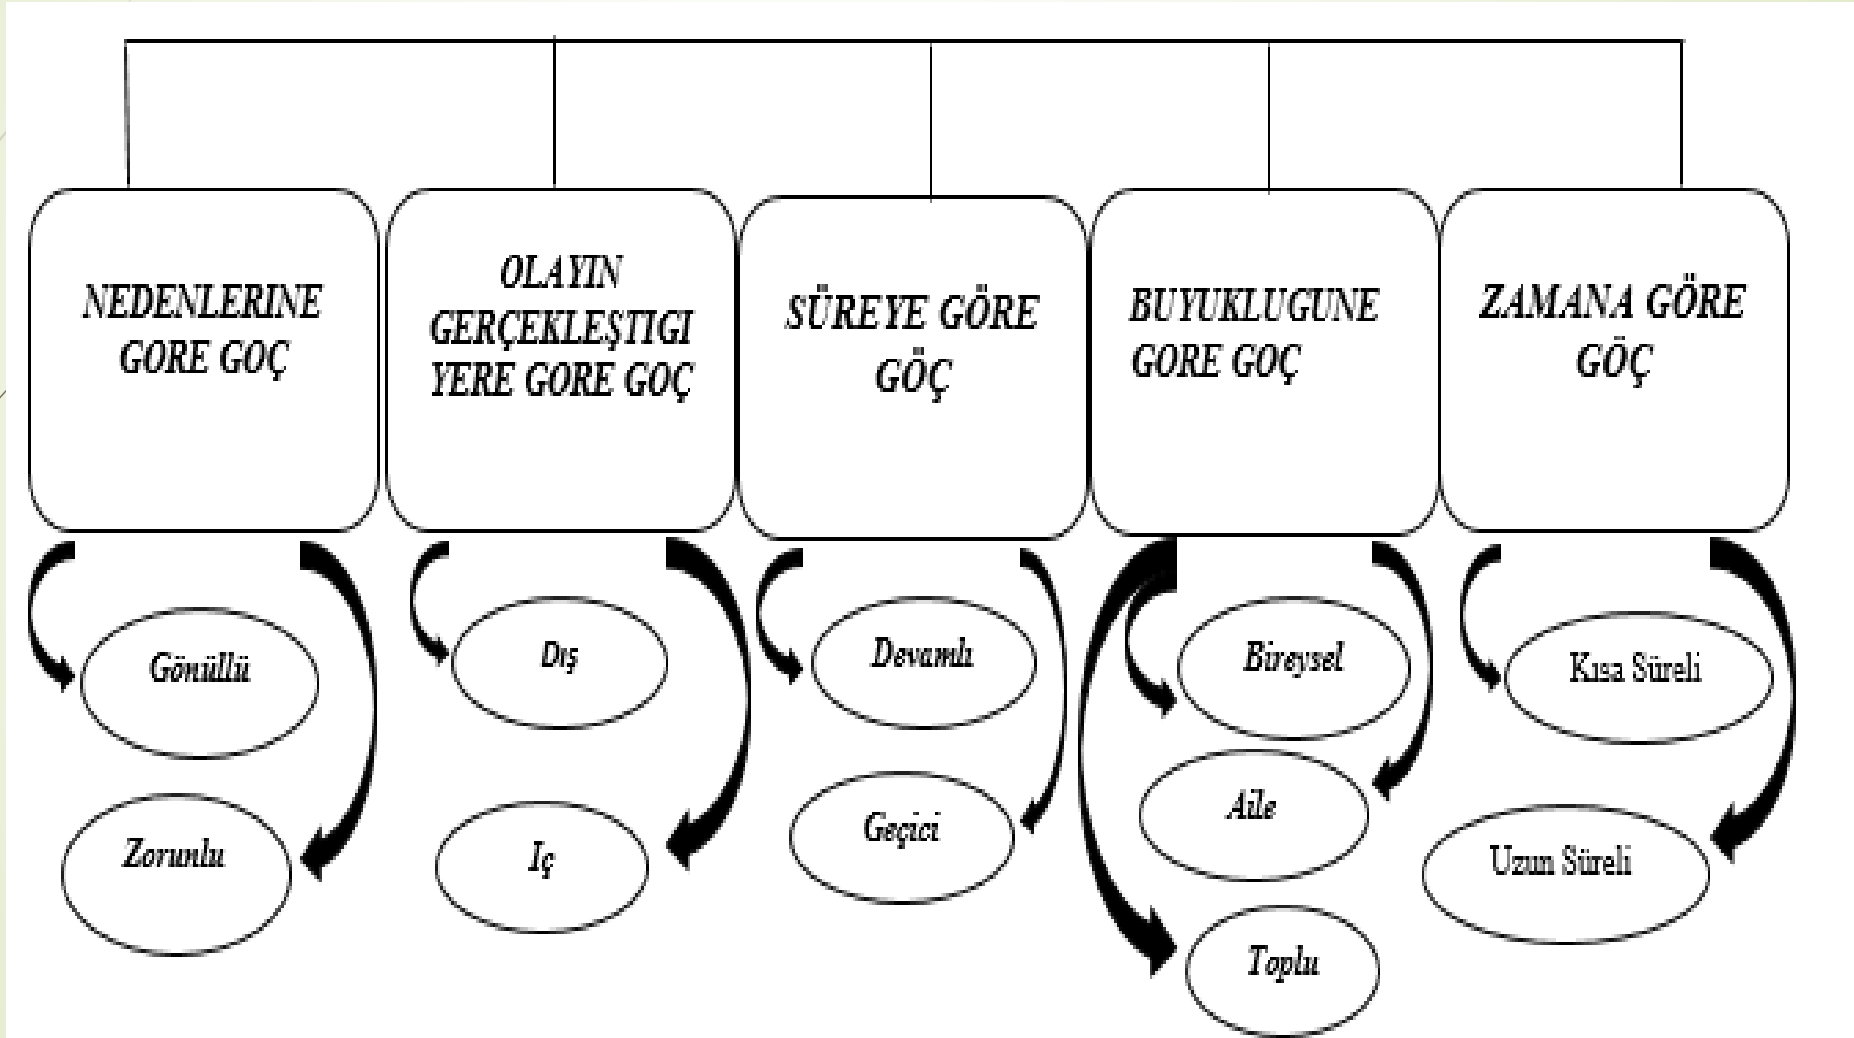 NEDENLERINE
GORE GOÇ
OLAYIN
GERÇEKLEŞTIGI
YERE GORE GOÇ
SÜREYE GÖRE
GÖÇ
BUYUKLUGUNE
GORE GOÇ
ZAMANA GÖRE
GÖÇ
Gönüllü
Zorunlu
Dış
Iç
Devamlı
Geçici
Bireysel
Aile
Toplu
Kısa Süreli
Uzun Süreli